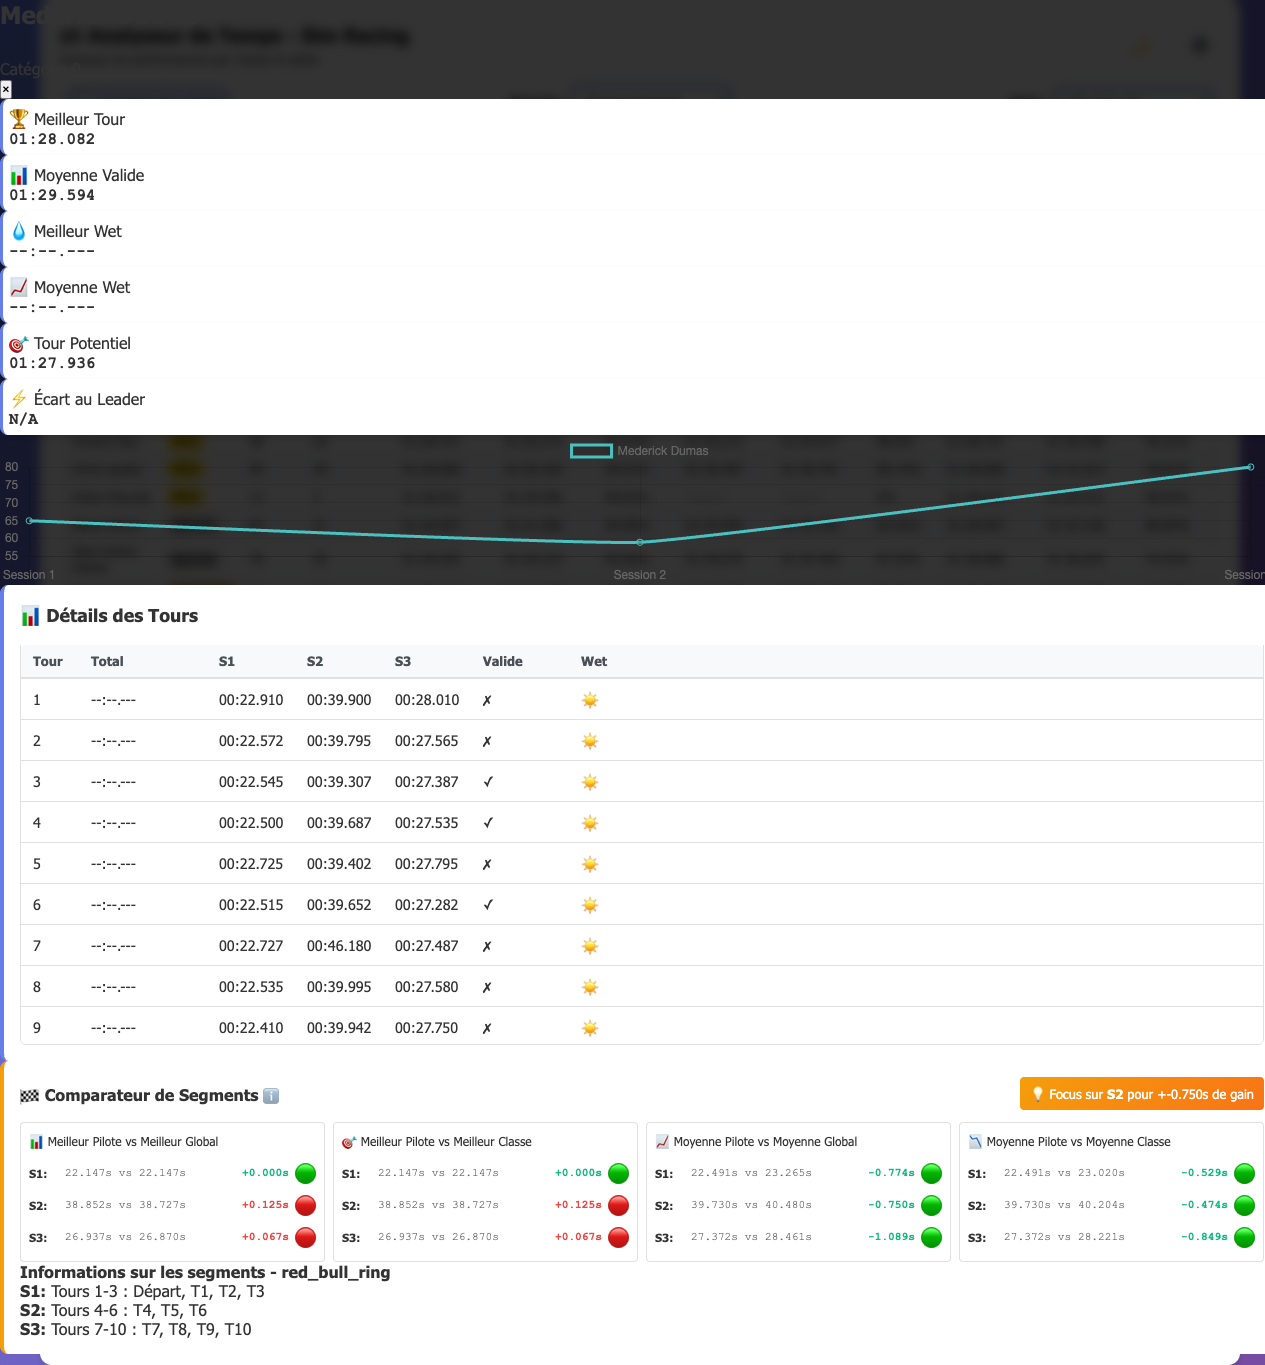 Med
Analyseur de Temps - Sim Racing
Catég
×
🏆 Meilleur Tour
01:28.082
📊 Moyenne Valide
01:29.594
💧 Meilleur Wet
--:--.---
📈 Moyenne Wet
--:--.---
🎯 Tour Potentiel
01:27.936
⚡ Écart au Leader
N/A
Mederick Dumas
80
75
70
65
60
55
Session 1 Session 2 Session
📊 Détails des Tours
Tour Total S1 S2 S3 Valide Wet
1 --:--.--- 00:22.910 00:39.900 00:28.010 ✗ ☀️
2 --:--.--- 00:22.572 00:39.795 00:27.565 ✗ ☀️
3 --:--.--- 00:22.545 00:39.307 00:27.387 ✓ ☀️
4 --:--.--- 00:22.500 00:39.687 00:27.535 ✓ ☀️
5 --:--.--- 00:22.725 00:39.402 00:27.795 ✗ ☀️
6 --:--.--- 00:22.515 00:39.652 00:27.282 ✓ ☀️
7 --:--.--- 00:22.727 00:46.180 00:27.487 ✗ ☀️
8 --:--.--- 00:22.535 00:39.995 00:27.580 ✗ ☀️
9 --:--.--- 00:22.410 00:39.942 00:27.750 ✗ ☀️
🏁 Comparateur de Segments ℹ️
💡 Focus sur S2 pour +-0.750s de gain
📊 Meilleur Pilote vs Meilleur Global
S1: 22.147s vs 22.147s +0.000s
S2: 38.852s vs 38.727s +0.125s
S3: 26.937s vs 26.870s +0.067s
🎯 Meilleur Pilote vs Meilleur Classe
S1: 22.147s vs 22.147s +0.000s
S2: 38.852s vs 38.727s +0.125s
S3: 26.937s vs 26.870s +0.067s
📈 Moyenne Pilote vs Moyenne Global
S1: 22.491s vs 23.265s -0.774s
S2: 39.730s vs 40.480s -0.750s
S3: 27.372s vs 28.461s -1.089s
📉 Moyenne Pilote vs Moyenne Classe
S1: 22.491s vs 23.020s -0.529s
S2: 39.730s vs 40.204s -0.474s
S3: 27.372s vs 28.221s -0.849s
Informations sur les segments - red_bull_ring
S1: Tours 1-3 : Départ, T1, T2, T3
S2: Tours 4-6 : T4, T5, T6
S3: Tours 7-10 : T7, T8, T9, T10